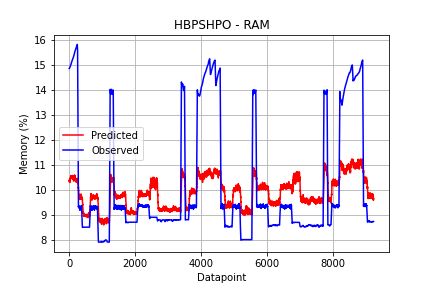 HBPSHPO - RAM
Memory (%)
16
15
14
13
12
11
10
9
8
Predicted
Observed
0
2000
4000
6000
8000
Datapoint